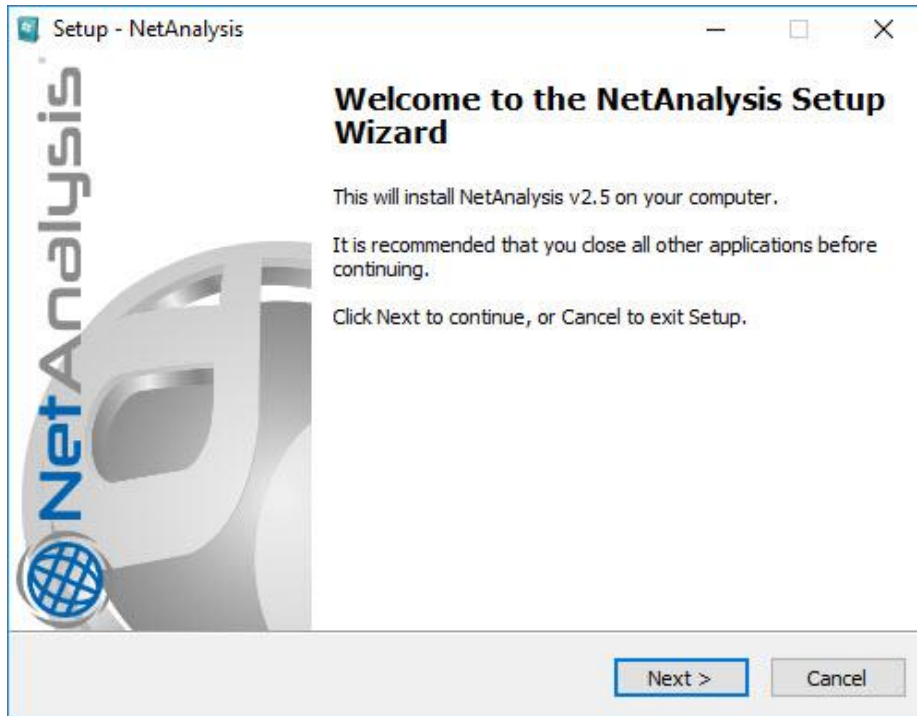 Setup - NetAnalysis
NetAnalysis
Welcome to the NetAnalysis Setup
Wizard
This will install NetAnalysis v2.5 on your computer.
It is recommended that you close all other applications before
continuing.
Click Next to continue, or Cancel to exit Setup.
Next >
Cancel